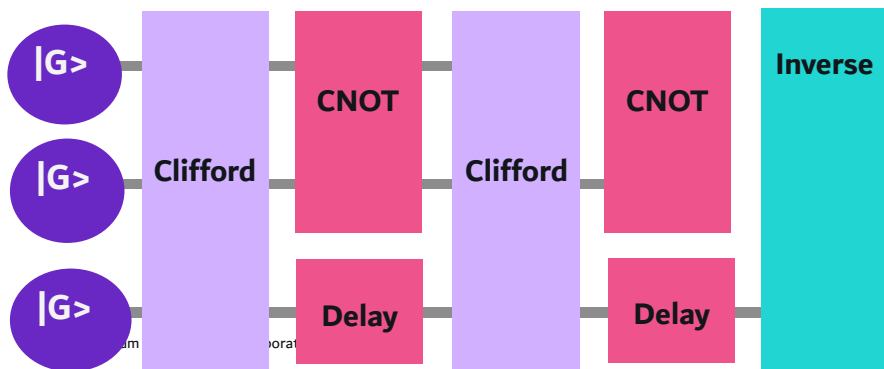 |G>
Inverse
CNOT
CNOT
|G>
Clifford
Clifford
|G>
Delay
Delay